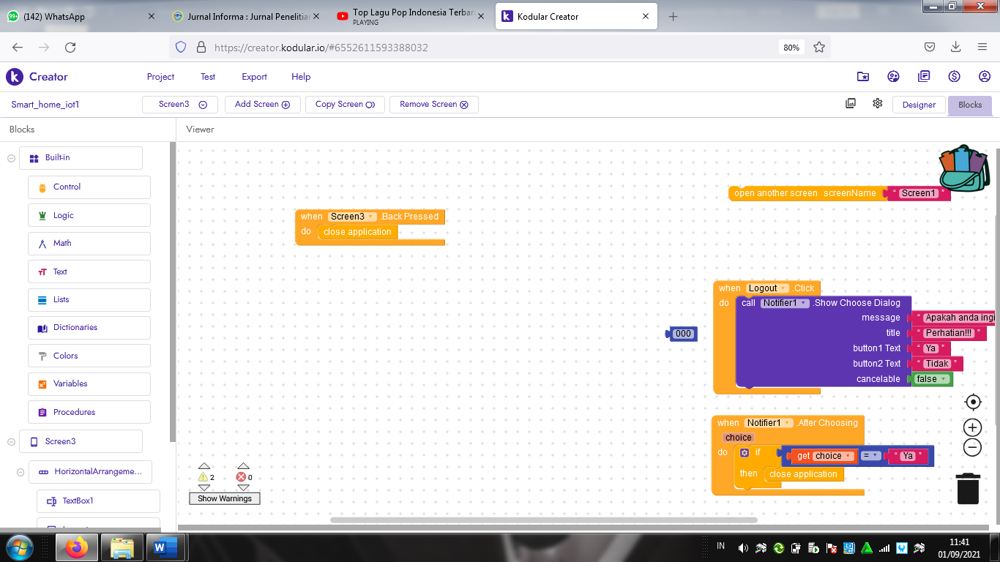 (142) WhatsApp
Jurnal Informa : Jurnal Penelitian
Top Lagu Pop Indonesia Terbaru
PLAYING
Kodular Creator
https://creator.kodular.io/#6552611593388032
80%
Creator
Project
Test
Export
Help
Smart_home_iot1
Screen3
Add Screen
Copy Screen
Remove Screen
Designer
Blocks
Blocks
Viewer
Built-in
Control
Logic
Math
Text
Lists
Dictionaries
Colors
Variables
Procedures
Screen3
HorizontalArrangeme...
TextBox1
when Screen3 .Back Pressed
do close application
open another screen screenName “ Screen1 ”
when Logout .Click
do call Notifier1 .Show Choose Dialog
message “ Apakah anda ingi
title “ Perhatian!!! ”
button1 Text “ Ya ”
button2 Text “ Tidak ”
cancelable false
000
when Notifier1 .After Choosing
choice
do if get choice = “ Ya ”
then close application
2
0
Show Warnings
IN
11:41
01/09/2021